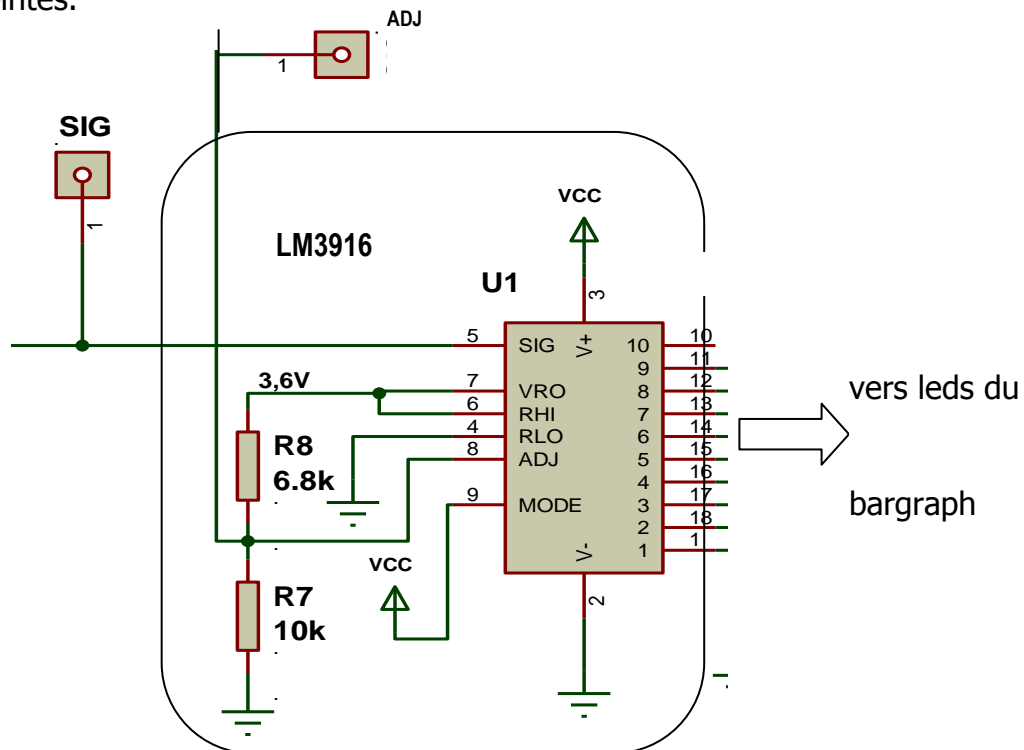 ADJ
1
SIG
1
VCC
LM3916
U1
3
5 SIG V+ 10 10
9 11
3,6V 7 VRO 8 12
6 RHI 7 13
4 RLO 6 14
R8 8 ADJ 5 15
6.8k 4 16
9 MODE 3 17
2 18
V- 1 1
vers leds du
bargraph
VCC
2
R7
10k